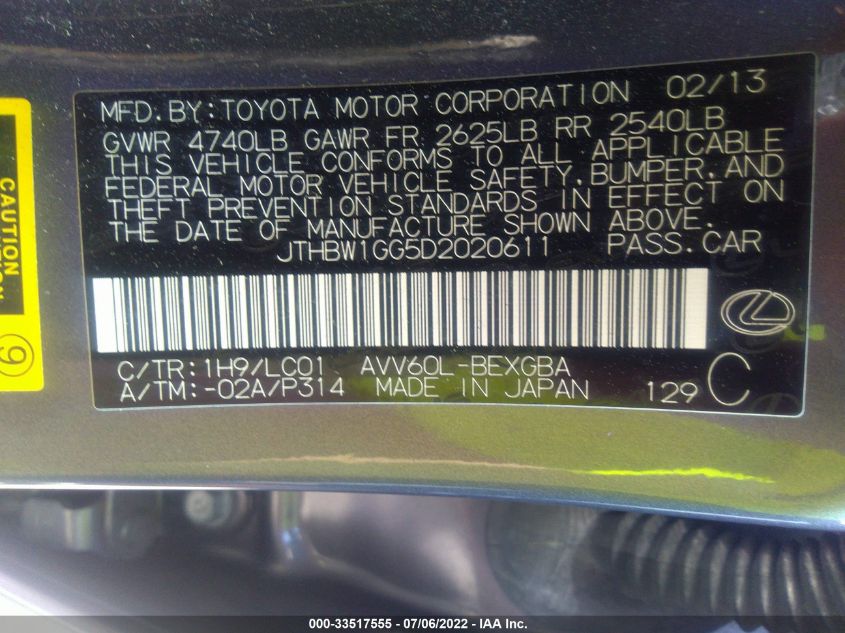 MFD. BY: TOYOTA MOTOR CORPORATION 02/13
GVWR 4740LB GAWR FR 2625LB RR 2540LB
THIS VEHICLE CONFORMS TO ALL APPLICABLE
FEDERAL MOTOR VEHICLE SAFETY, BUMPER, AND
THEFT PREVENTION STANDARDS IN EFFECT ON
THE DATE OF MANUFACTURE SHOWN ABOVE.
JTHBW1GG5D2020611 PASS.CAR
C/TR:1H9/LC01 AVV60L-BEXGBA
A/TM:-02A/P314 MADE IN JAPAN 129 C
CAUTION
9
000-33517555 / 07/06/2022 - IAA Inc.